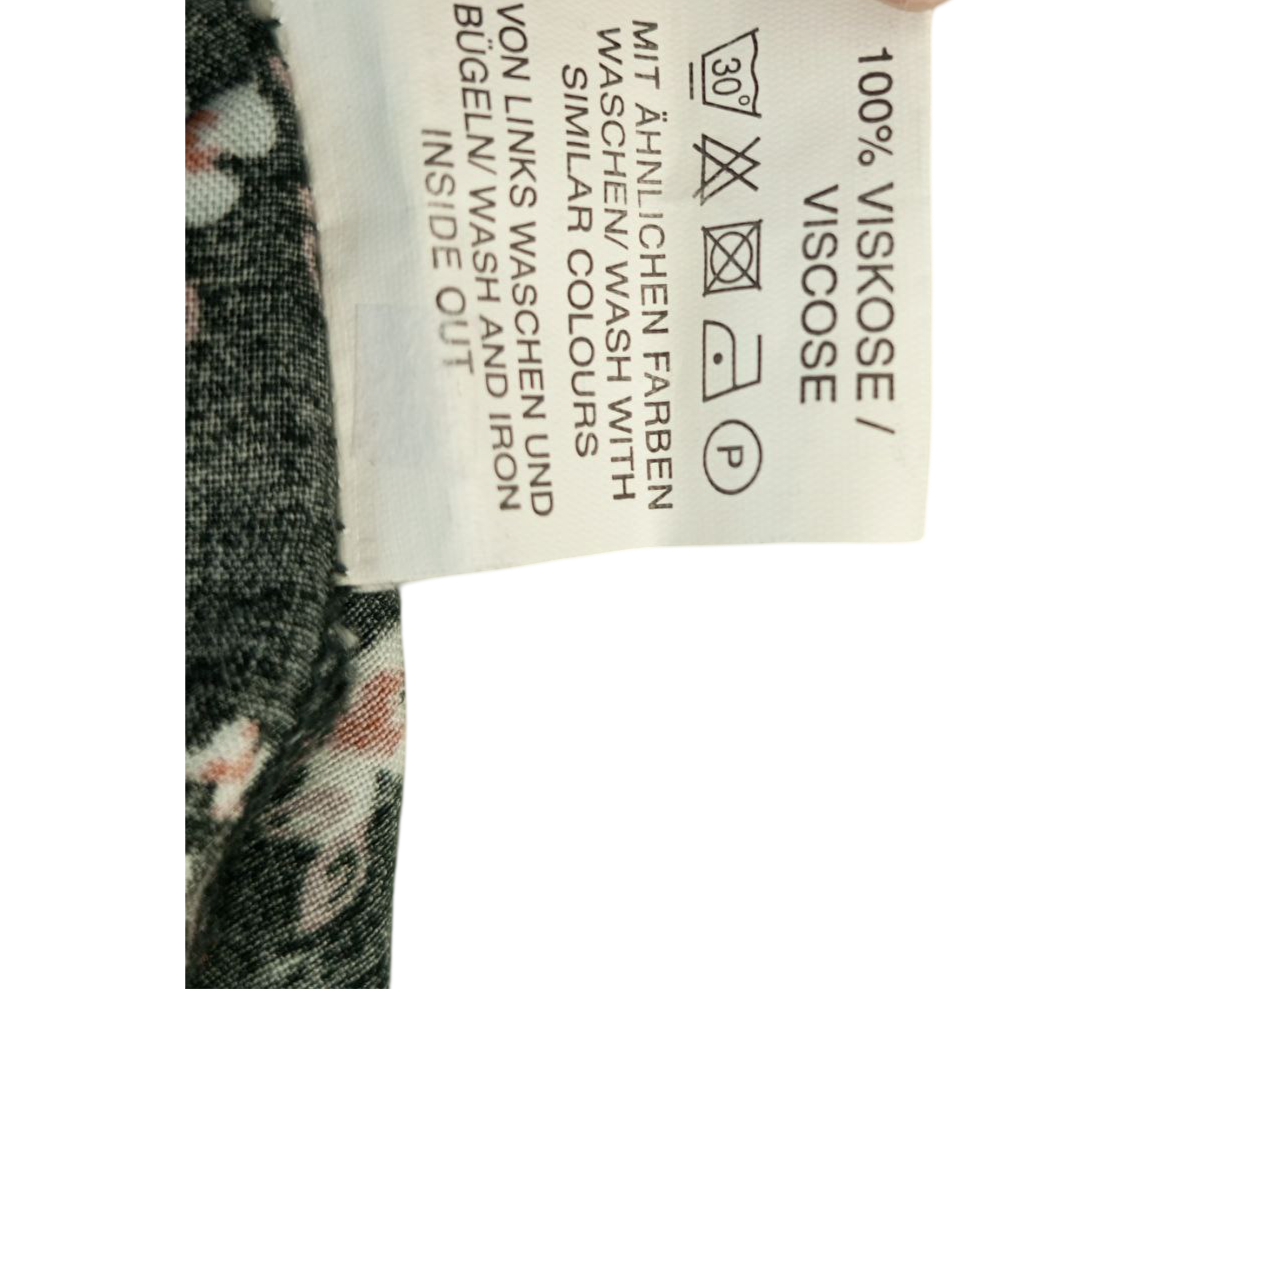 100% VISKOSE /
VISCOSE
30°
P
MIT ÄHNLICHEN FARBEN
WASCHEN/ WASH WITH
SIMILAR COLOURS
VON LINKS WASCHEN UND
BÜGELN/ WASH AND IRON
INSIDE OUT